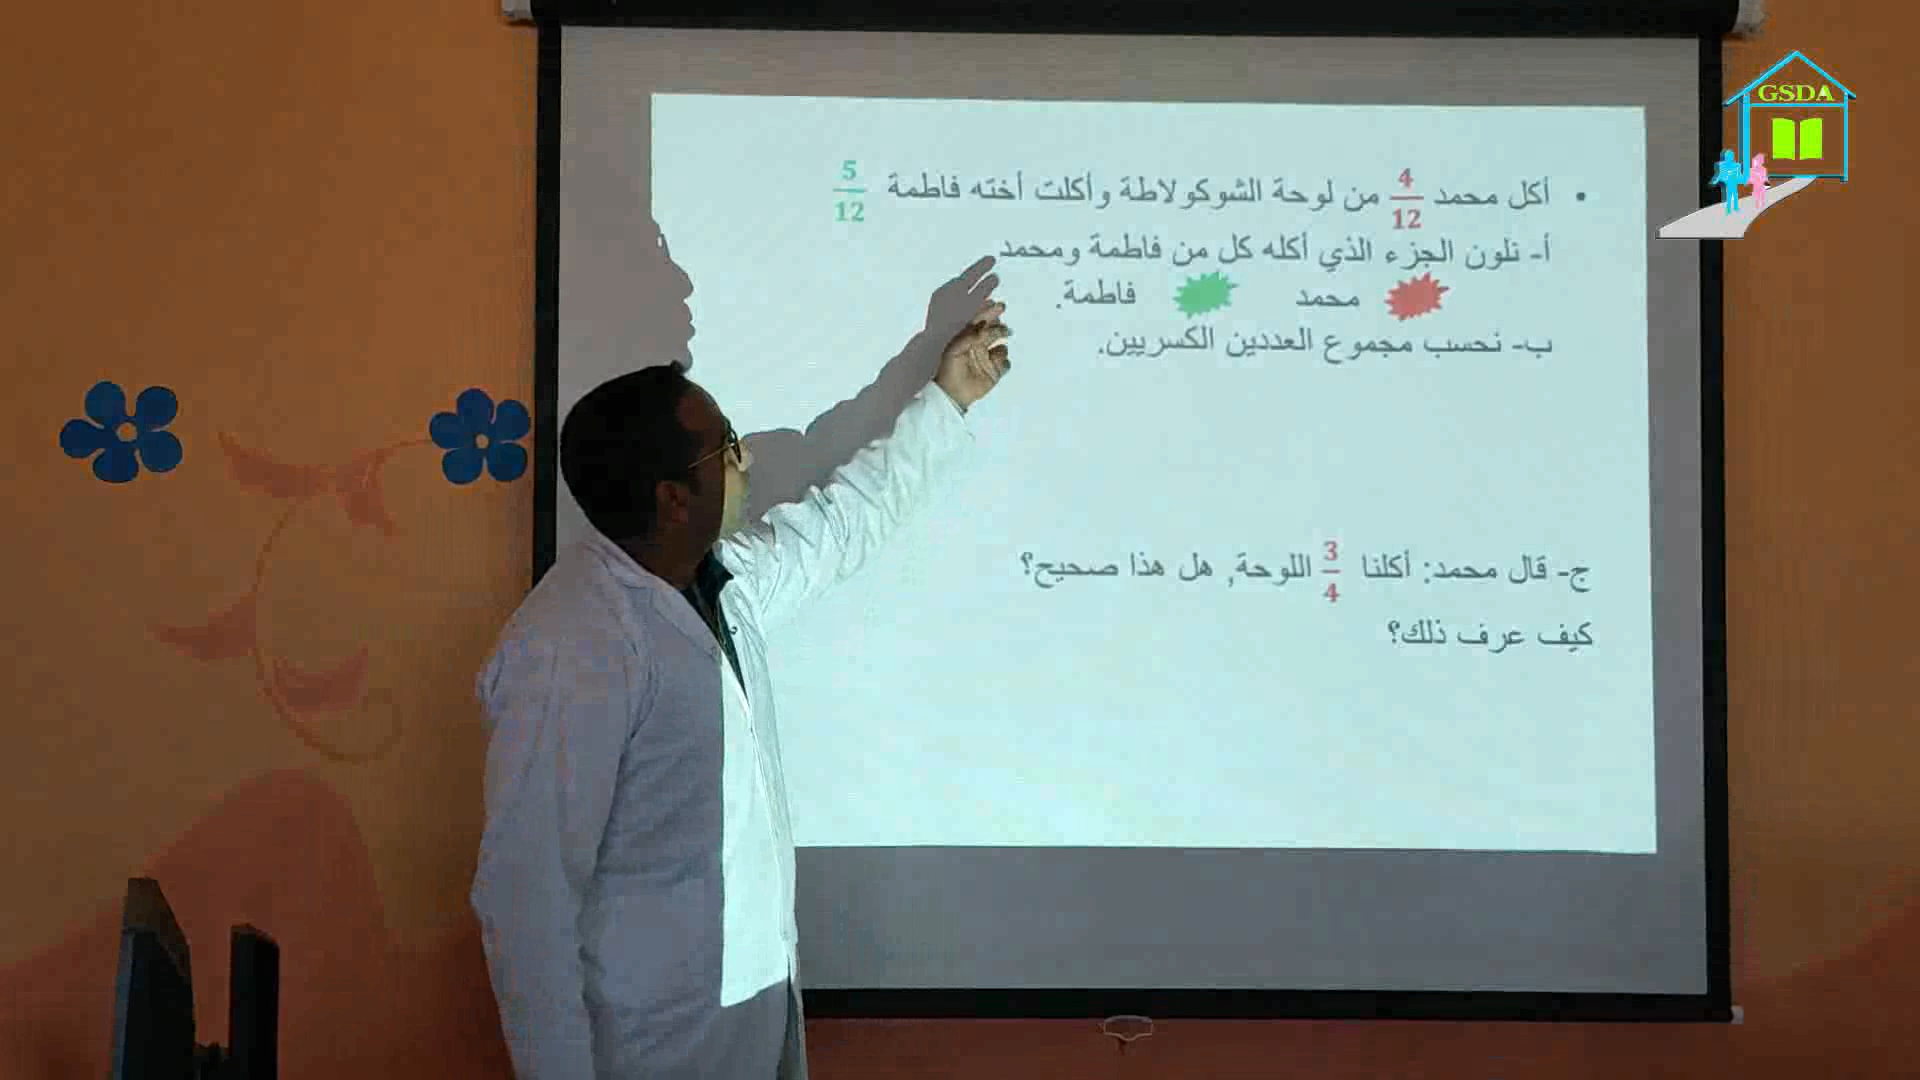 GSDA
• أكل محمد 4/12 من لوحة الشوكولاطة وأكلت أخته فاطمة 5/12
أ- نلون الجزء الذي أكله كل من فاطمة ومحمد
محمد فاطمة.
ب- نحسب مجموع العددين الكسريين.
ج- قال محمد: أكلنا 3/4 اللوحة, هل هذا صحيح؟
كيف عرف ذلك؟